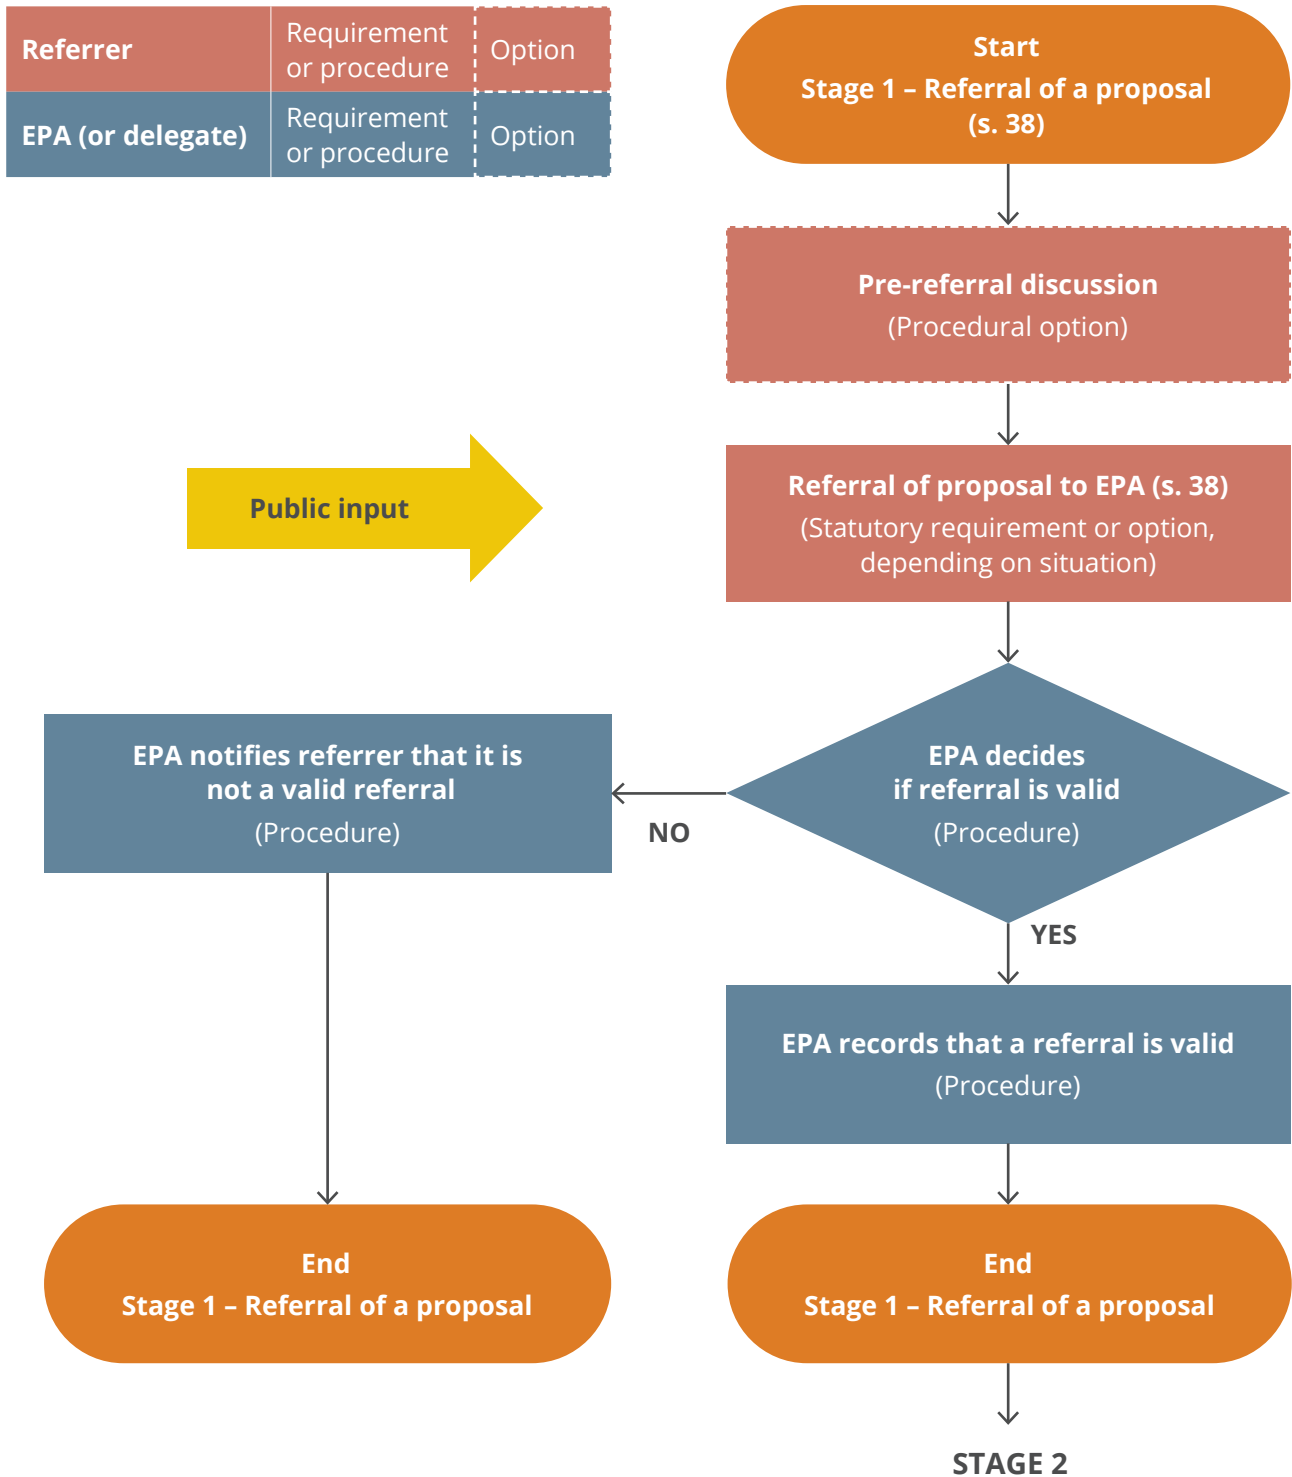 Referrer
Requirement
or procedure
Option
EPA (or delegate)
Requirement
or procedure
Option
Start
Stage 1 – Referral of a proposal
(s. 38)
Pre-referral discussion
(Procedural option)
Public input
Referral of proposal to EPA (s. 38)
(Statutory requirement or option,
depending on situation)
EPA decides
if referral is valid
(Procedure)
NO
EPA notifies referrer that it is
not a valid referral
(Procedure)
YES
EPA records that a referral is valid
(Procedure)
End
Stage 1 – Referral of a proposal
End
Stage 1 – Referral of a proposal
STAGE 2